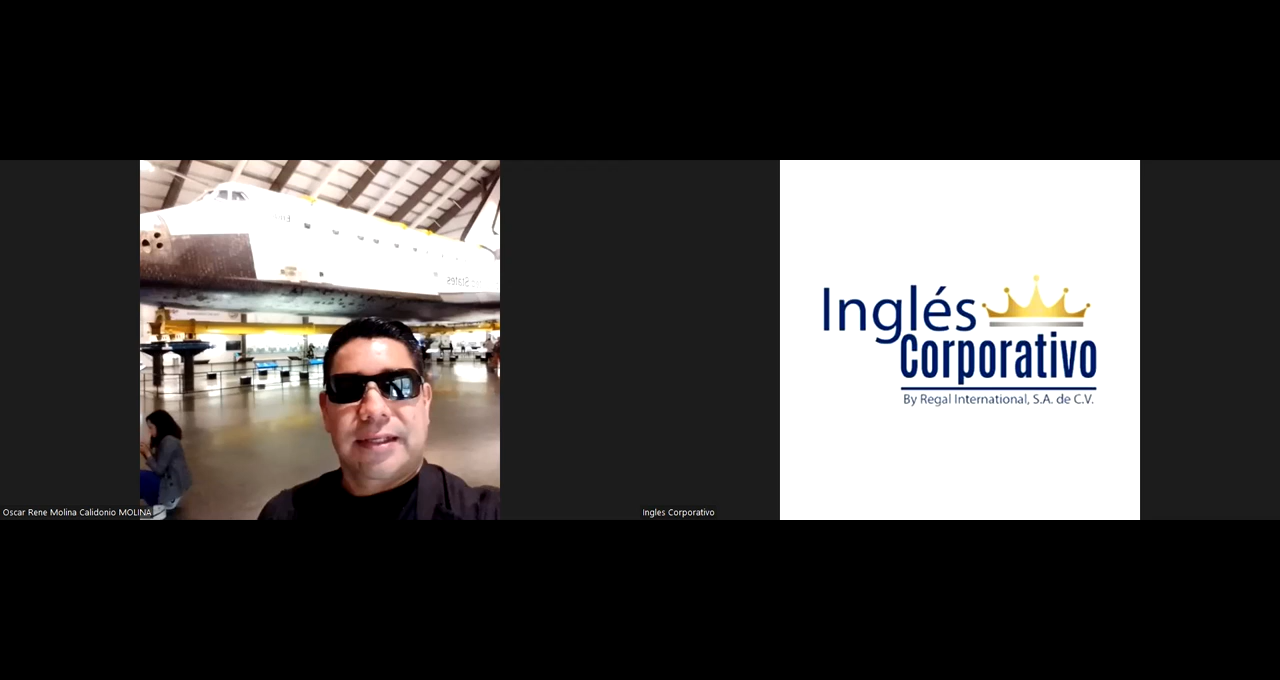 Oscar Rene Molina Calidonio MOLINA
Ingles Corporativo
Inglés
Corporativo
By Regal International, S.A. de C.V.